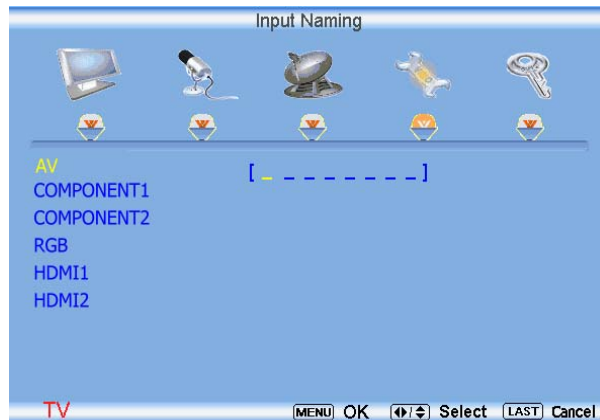 Input Naming
AV [ _ _ _ _ _ _ _ _ ]
COMPONENT1
COMPONENT2
RGB
HDMI1
HDMI2
TV MENU OK Select LAST Cancel